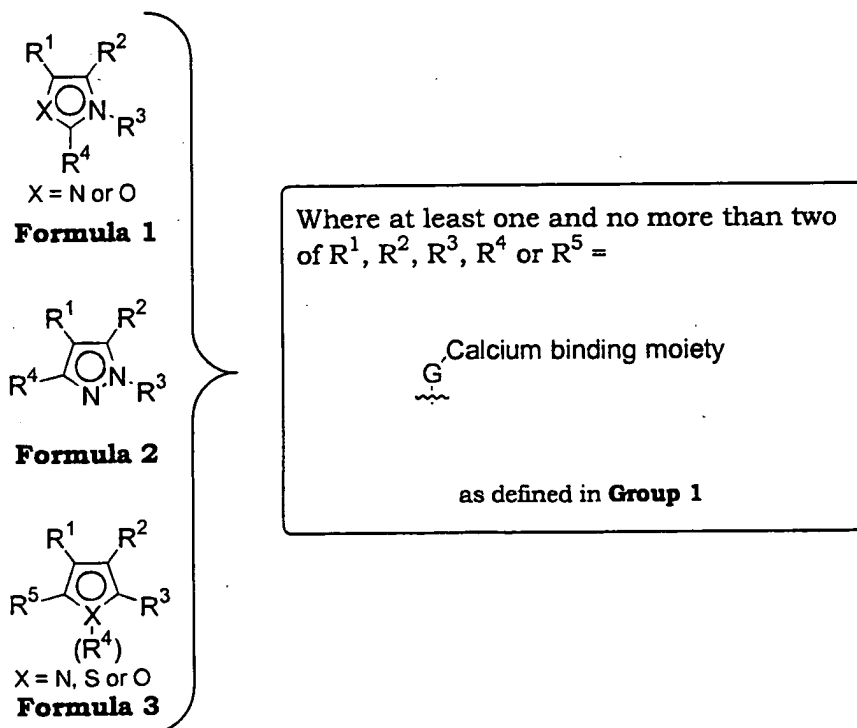 R¹ R²
X N R³
R⁴
X = N or O
Formula 1
R¹ R²
R⁴ N N R³
Formula 2
R¹ R²
R⁵ X R³
(R⁴)
X = N, S or O
Formula 3
Where at least one and no more than two
of R¹, R², R³, R⁴ or R⁵ =
Calcium binding moiety
G
as defined in Group 1